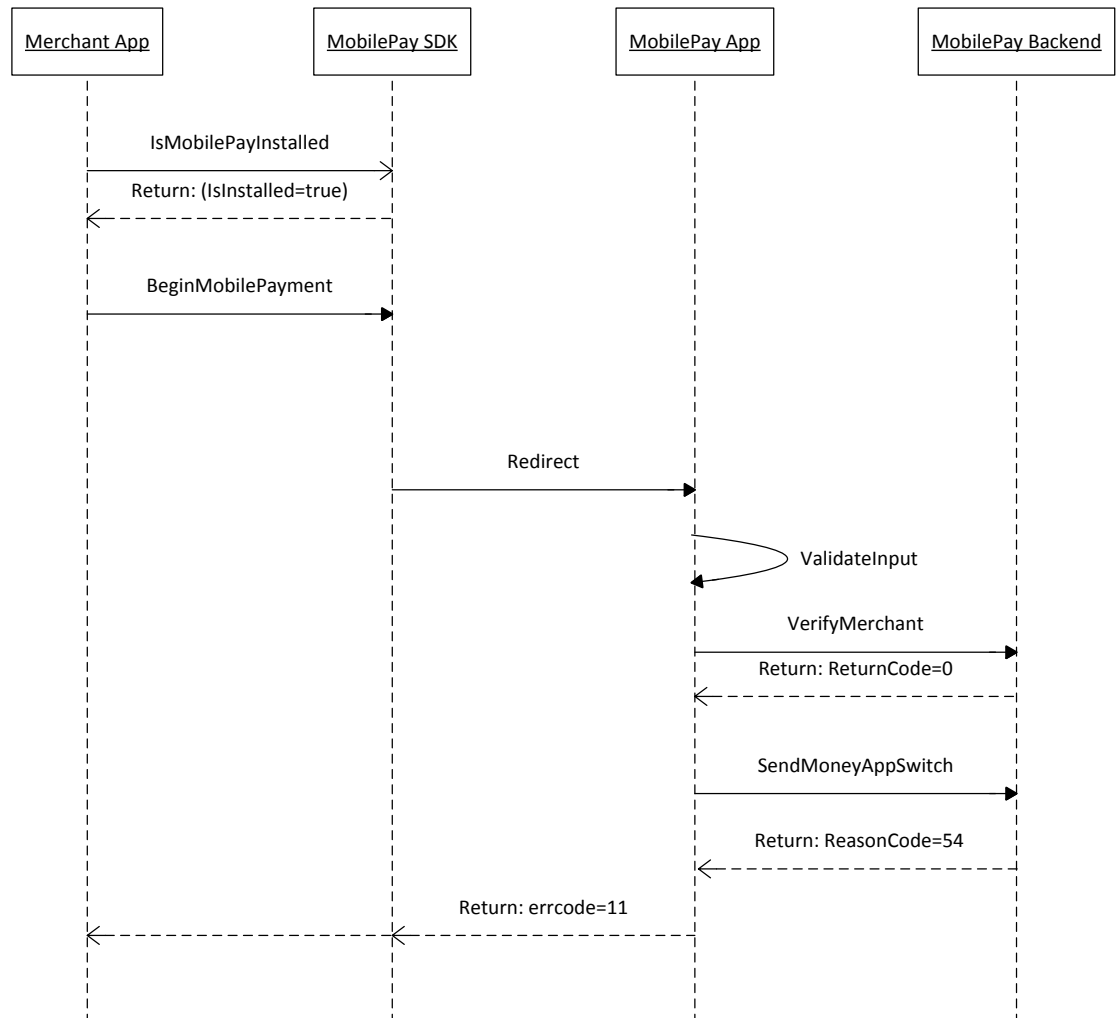 Merchant App
MobilePay SDK
MobilePay App
MobilePay Backend
IsMobilePayInstalled
Return: (IsInstalled=true)
BeginMobilePayment
Redirect
ValidateInput
VerifyMerchant
Return: ReturnCode=0
SendMoneyAppSwitch
Return: ReasonCode=54
Return: errcode=11